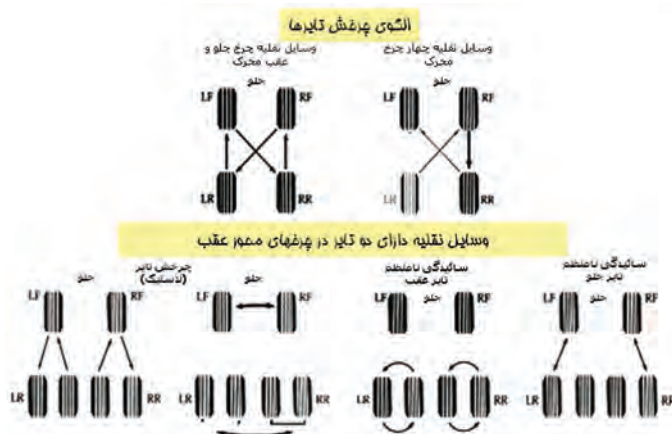 الگوی چرخش تایرها
وسایل نقلیه چهار چرخ
محرک
جلو
LF
RF
LR
RR
وسایل نقلیه چرخ جلو و
عقب محرک
جلو
LF
RF
LR
RR
وسایل نقلیه دارای دو تایر در چرخهای محور عقب
سائیدگی نامنظم
تایر جلو
جلو
LF
RF
LR
RR
سائیدگی نامنظم
تایر عقب
جلو
LF
RF
LR
RR
جلو
LF
RF
LR
RR
چرخش تایر
(لاستیک)
جلو
LF
RF
LR
RR